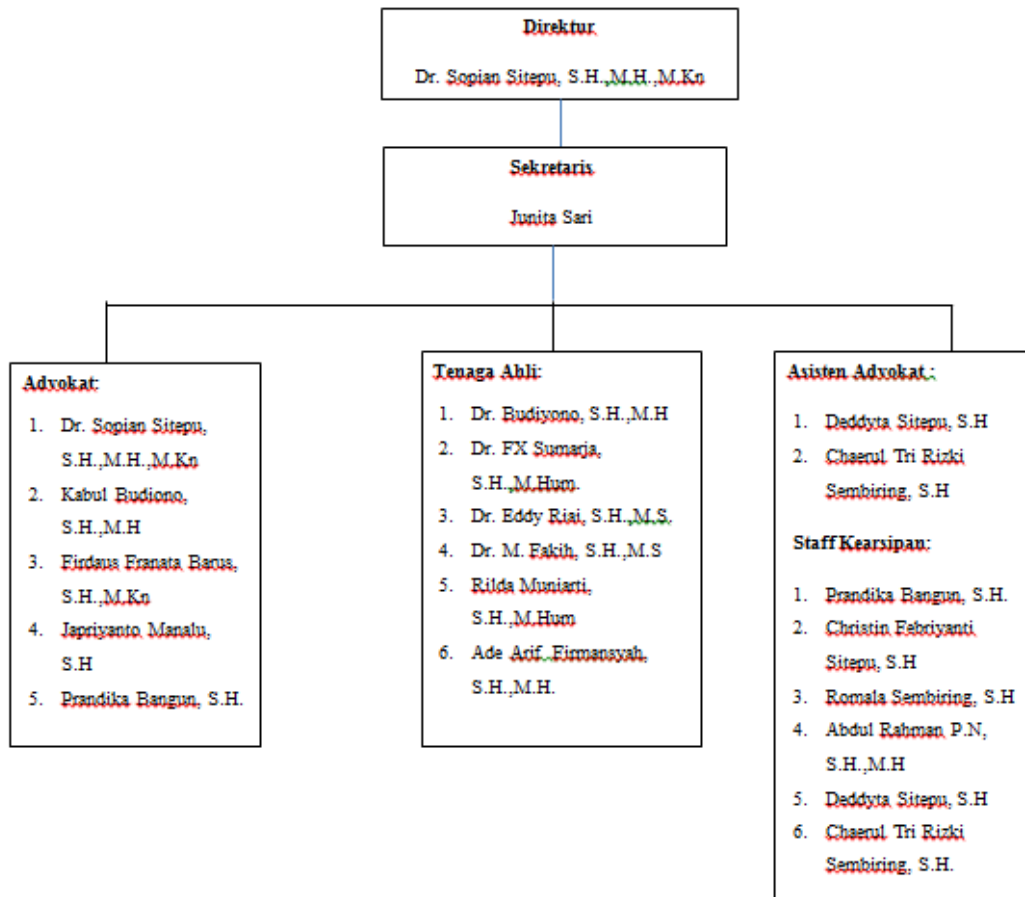 Direktur
Dr. Sopian Sitepu, S.H.,M.H.,M.Kn
Sekretaris
Junita Sari
Advokat:
1. Dr. Sopian Sitepu,
S.H.,M.H.,M.Kn
2. Kabul Budiono,
S.H.,M.H
3. Firdaus Franata Barus,
S.H.,M.Kn
4. Japriyanto Manalu,
S.H
5. Prandika Bangun, S.H.
Tenaga Ahli:
1. Dr. Budiyono, S.H.,M.H
2. Dr. FX Sumarja,
S.H.,M.Hum.
3. Dr. Eddy Riai, S.H.,M.S.
4. Dr. M. Fakih, S.H.,M.S
5. Rilda Muniarti,
S.H.,M.Hum
6. Ade Arif Firmansyah,
S.H.,M.H.
Asisten Advokat :
1. Deddyta Sitepu, S.H
2. Chaerul Tri Rizki
Sembiring, S.H
Staff Kearsipan:
1. Prandika Bangun, S.H.
2. Christin Febriyanti
Sitepu, S.H
3. Romala Sembiring, S.H
4. Abdul Rahman P.N,
S.H.,M.H
5. Deddyta Sitepu, S.H
6. Chaerul Tri Rizki
Sembiring, S.H.